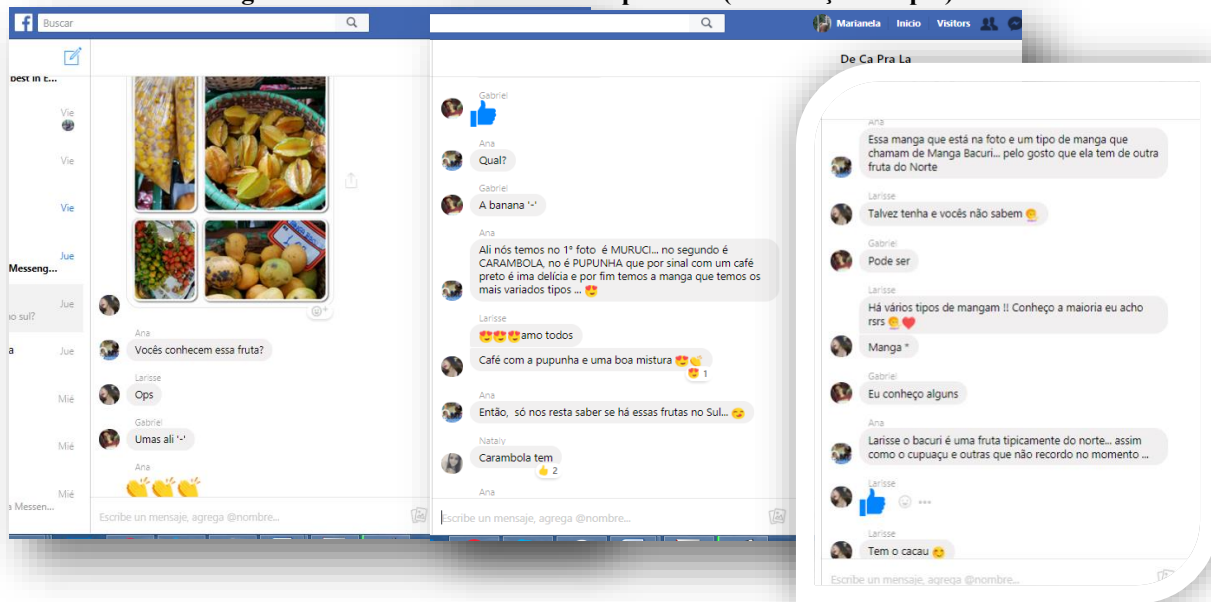 Buscar
best in E...
Vie
Vie
Vie
Jue
Messeng...
Jue
no sul?
a
Jue
Mié
Mié
Mié
a Messen...
Ana
Vocês conhecem essa fruta?
Larisse
Ops
Gabriel
Umas ali '-'
Ana
Escribe un mensaje, agrega @nombre...
Marianela Inicio Visitors
De Ca Pra La
Gabriel
Ana
Qual?
Gabriel
A banana '-'
Ana
Ali nós temos no 1° foto é MURUCI... no segundo é
CARAMBOLA, no é PUPUNHA que por sinal com um café
preto é ima delícia e por fim temos a manga que temos os
mais variados tipos ... 😍
Larisse
😍😍😍amo todos
Café com a pupunha e uma boa mistura 😍👏
😍 1
Ana
Então, só nos resta saber se há essas frutas no Sul... 😏
Nataly
Carambola tem
👍 2
Ana
Escribe un mensaje, agrega @nombre...
Ana
Essa manga que está na foto e um tipo de manga que
chamam de Manga Bacuri... pelo gosto que ela tem de outra
fruta do Norte
Larisse
Talvez tenha e vocês não sabem
Gabriel
Pode ser
Larisse
Há vários tipos de mangam !! Conheço a maioria eu acho
rsrs ❤
Manga *
Gabriel
Eu conheço alguns
Ana
Larisse o bacuri é uma fruta tipicamente do norte... assim
como o cupuaçu e outras que não recordo no momento ...
Larisse
Larisse
Tem o cacau 😋
Escribe un mensaje, agrega @nombre...